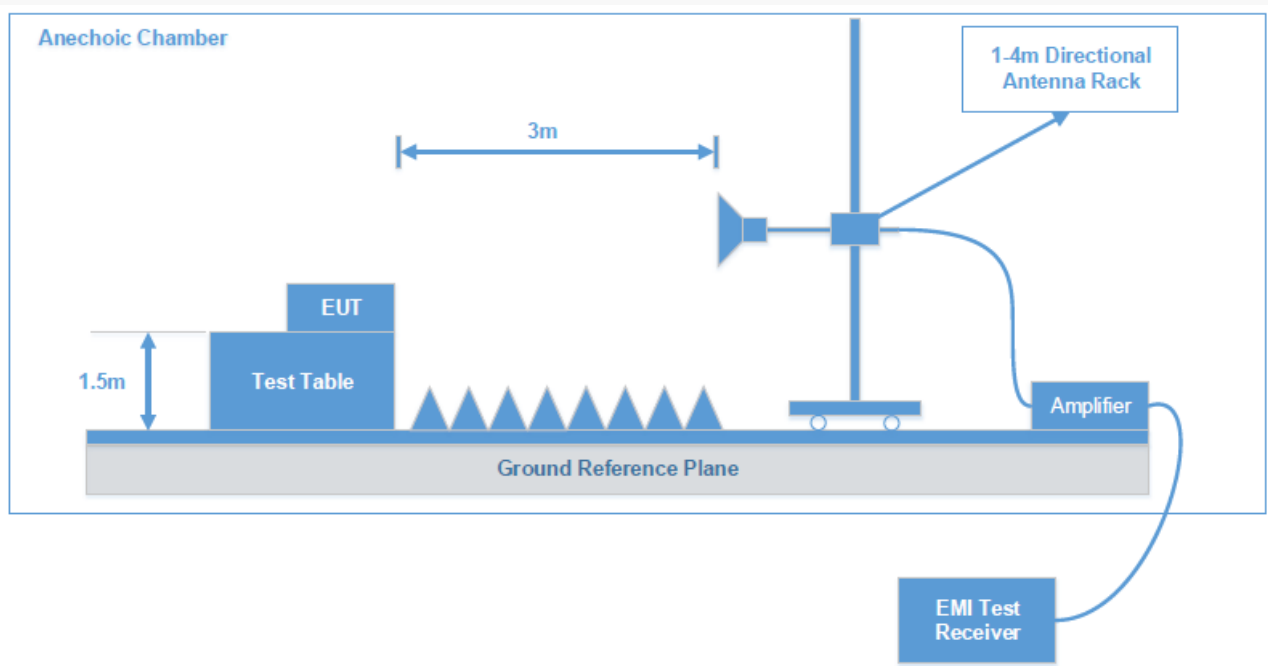 Anechoic Chamber
1-4m Directional
Antenna Rack
3m
EUT
1.5m
Test Table
Amplifier
Ground Reference Plane
EMI Test
Receiver